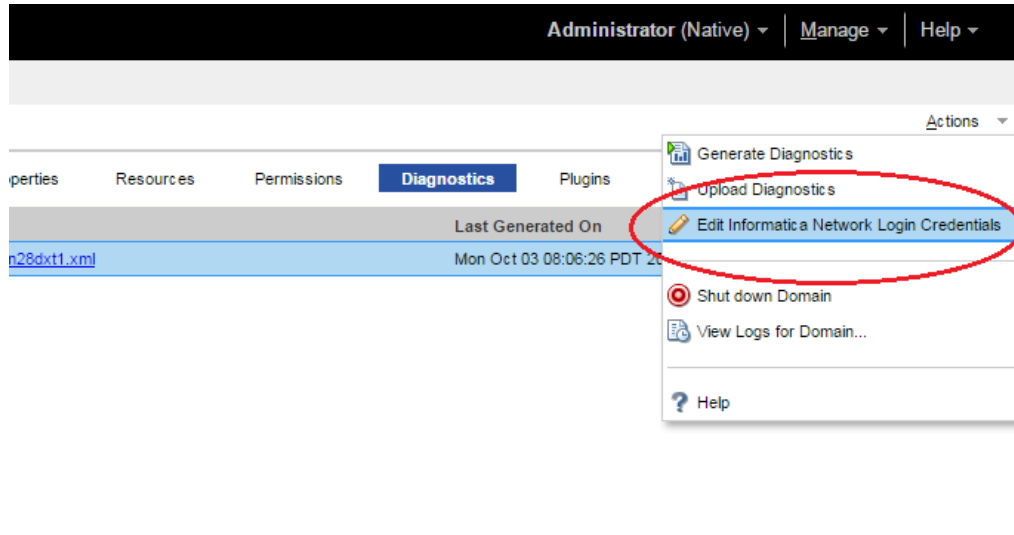 Administrator (Native) Manage Help
Actions
perties Resources Permissions Diagnostics Plugins
Generate Diagnostics
Upload Diagnostics
Last Generated On
Edit Informatica Network Login Credentials
n28dxt1.xml Mon Oct 03 08:06:26 PDT 20
Shut down Domain
View Logs for Domain...
Help